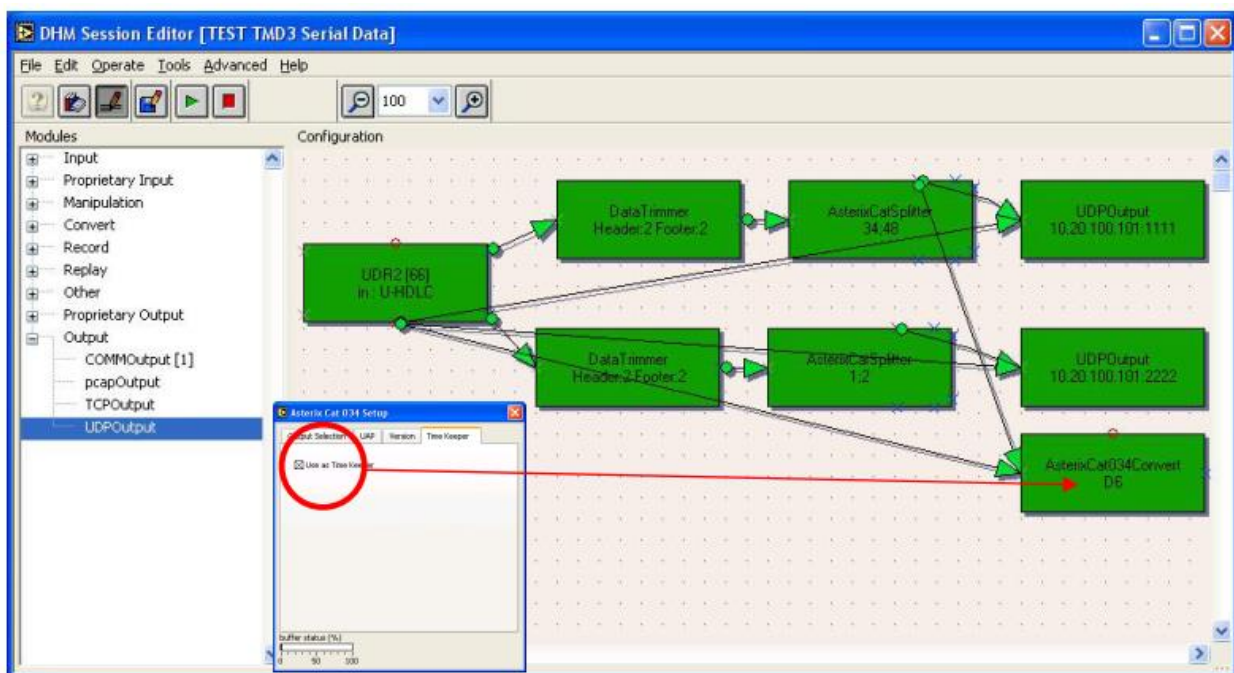 DHM Session Editor [TEST TMD3 Serial Data]
File Edit Operate Tools Advanced Help
100
Modules
Configuration
Input
Proprietary Input
Manipulation
Convert
Record
Replay
Other
Proprietary Output
Output
COMMOutput [1]
pcapOutput
TCPOutput
UDPOutput
UDR2 [66]
in : U-HDLC
DataTrimmer
Header:2 Footer:2
AsterixCatSplitter
34;48
UDPOutput
10.20.100.101:1111
DataTrimmer
Header:2 Footer:2
AsterixCatSplitter
1;2
UDPOutput
10.20.100.101:2222
AsterixCat034Convert
D6
Asterix Cat 034 Setup
Output Selection UAP Version Time Keeper
Use as Time Keeper
buffer status (%)
0 50 100